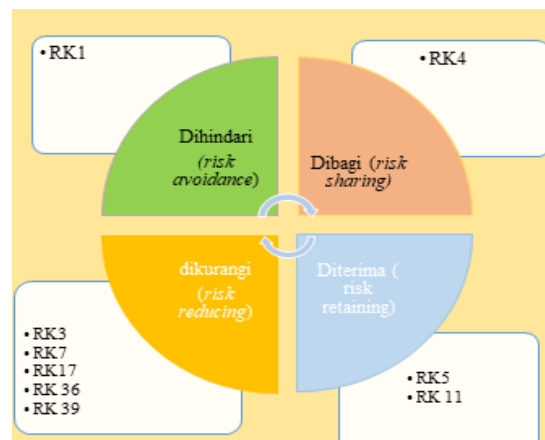 • RK1
• RK4
Dihindari
(risk
avoidance)
Dibagi (risk
sharing)
dikurangi
(risk
reducing)
Diterima (
risk
retaining)
• RK3
• RK7
• RK17
• RK 36
• RK 39
• RK5
• RK 11